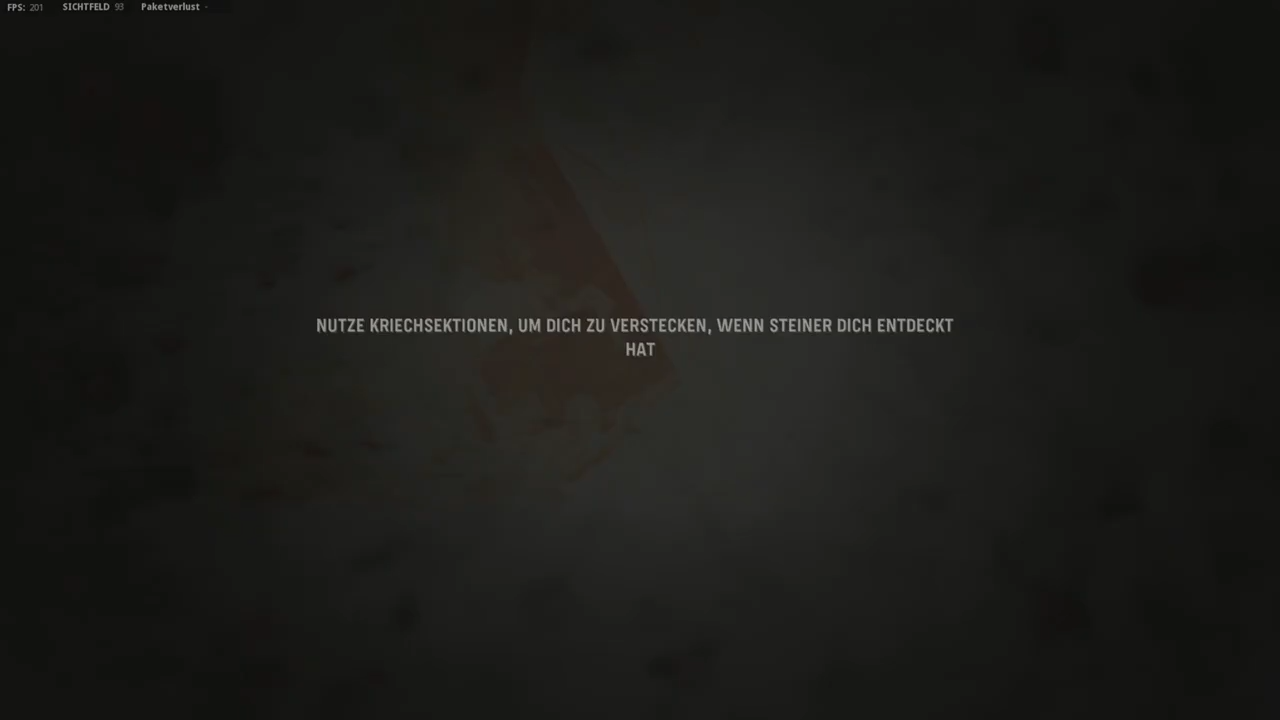 FPS: 201 SICHTFELD 93 Paketverlust -
NUTZE KRIECHSEKTIONEN, UM DICH ZU VERSTECKEN, WENN STEINER DICH ENTDECKT
HAT